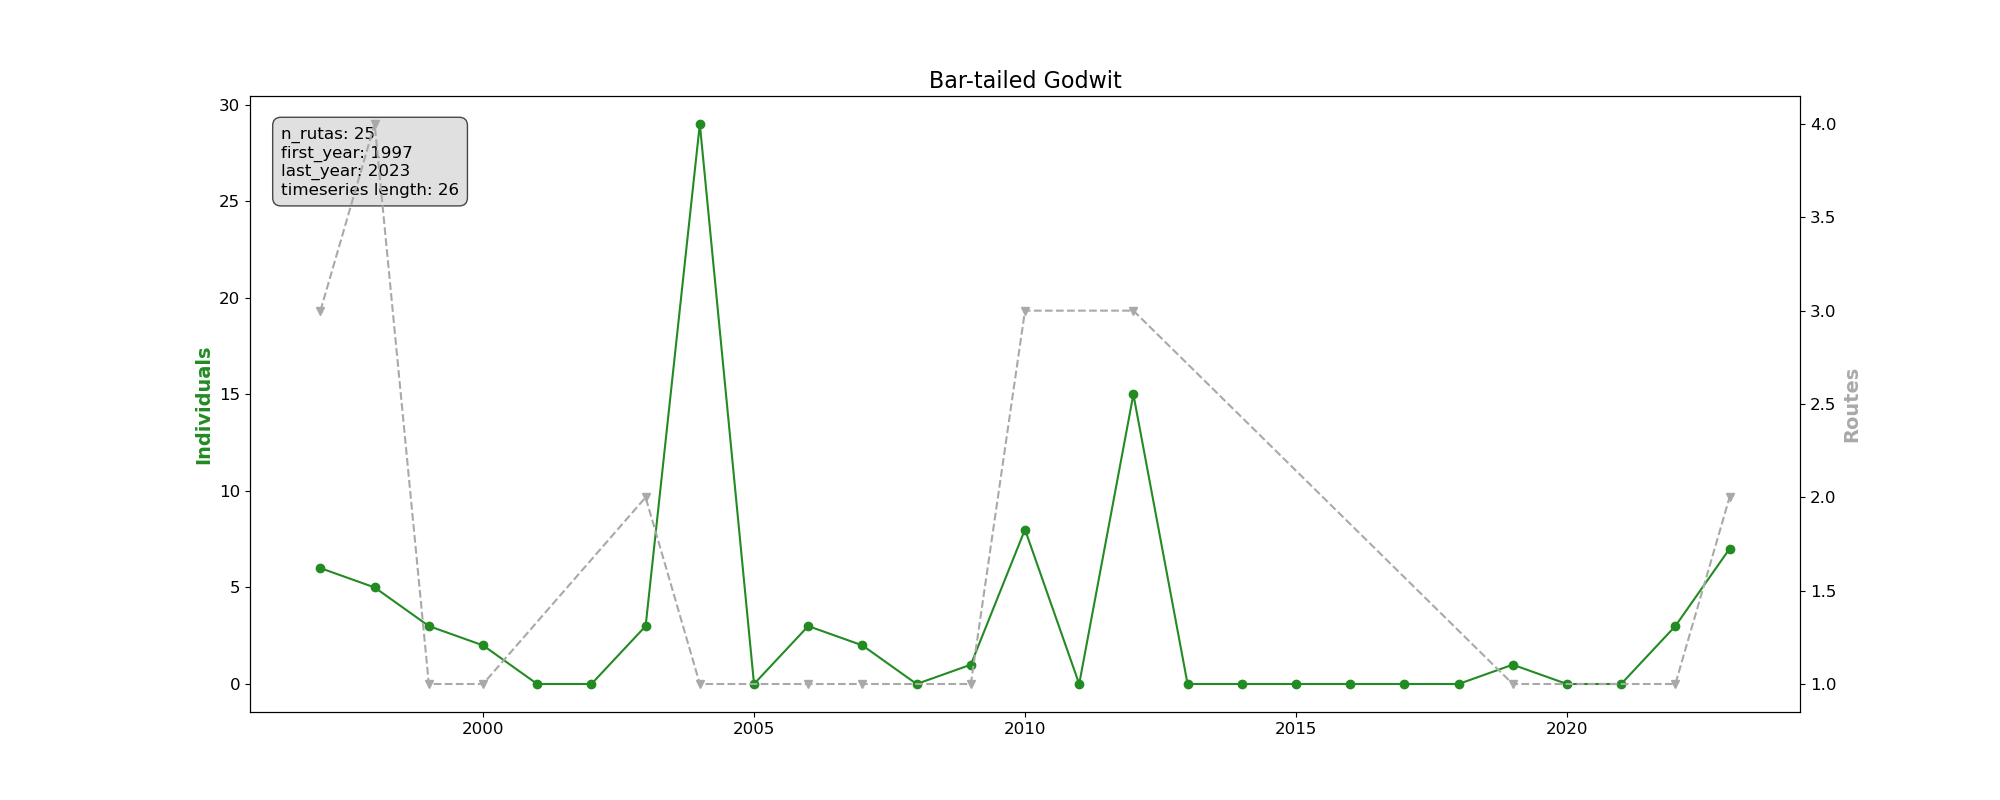 Bar-tailed Godwit
n_rutas: 25
first_year: 1997
last_year: 2023
timeseries length: 26
30
25
20
15
10
5
0
Individuals
4.0
3.5
3.0
2.5
2.0
1.5
1.0
Routes
2000 2005 2010 2015 2020